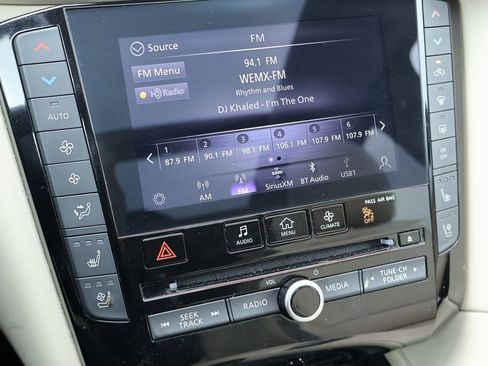 Source
FM
94.1 FM
FM Menu
WEMX-FM
Rhythm and Blues
HD Radio
DJ Khaled - I'm The One
1 2 3 4 5 6
87.9 FM 90.1 FM 98.1 FM 106.1 FM 107.9 FM 107.9 FM
AM FM SiriusXM BT Audio USB1
AUTO
PASS AIR BAG
OFF
AUDIO MENU CLIMATE
VOL
SEEK
TRACK
RADIO
MEDIA
TUNE·CH
FOLDER